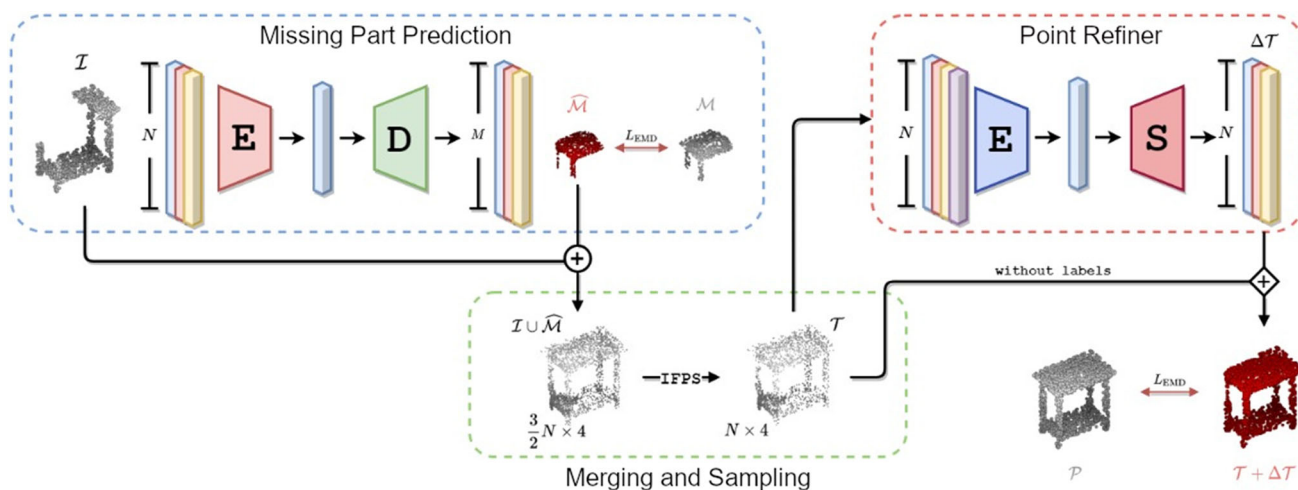 Missing Part Prediction
Point Refiner
𝓘
N
E
D
M
𝓜̂
L_EMD
𝓜
N
E
S
N
Δ𝓣
+
without labels
+
𝓘 ∪ 𝓜̂
IFPS
𝓣
3/2 N × 4
N × 4
L_EMD
𝓟
𝓣 + Δ𝓣
Merging and Sampling